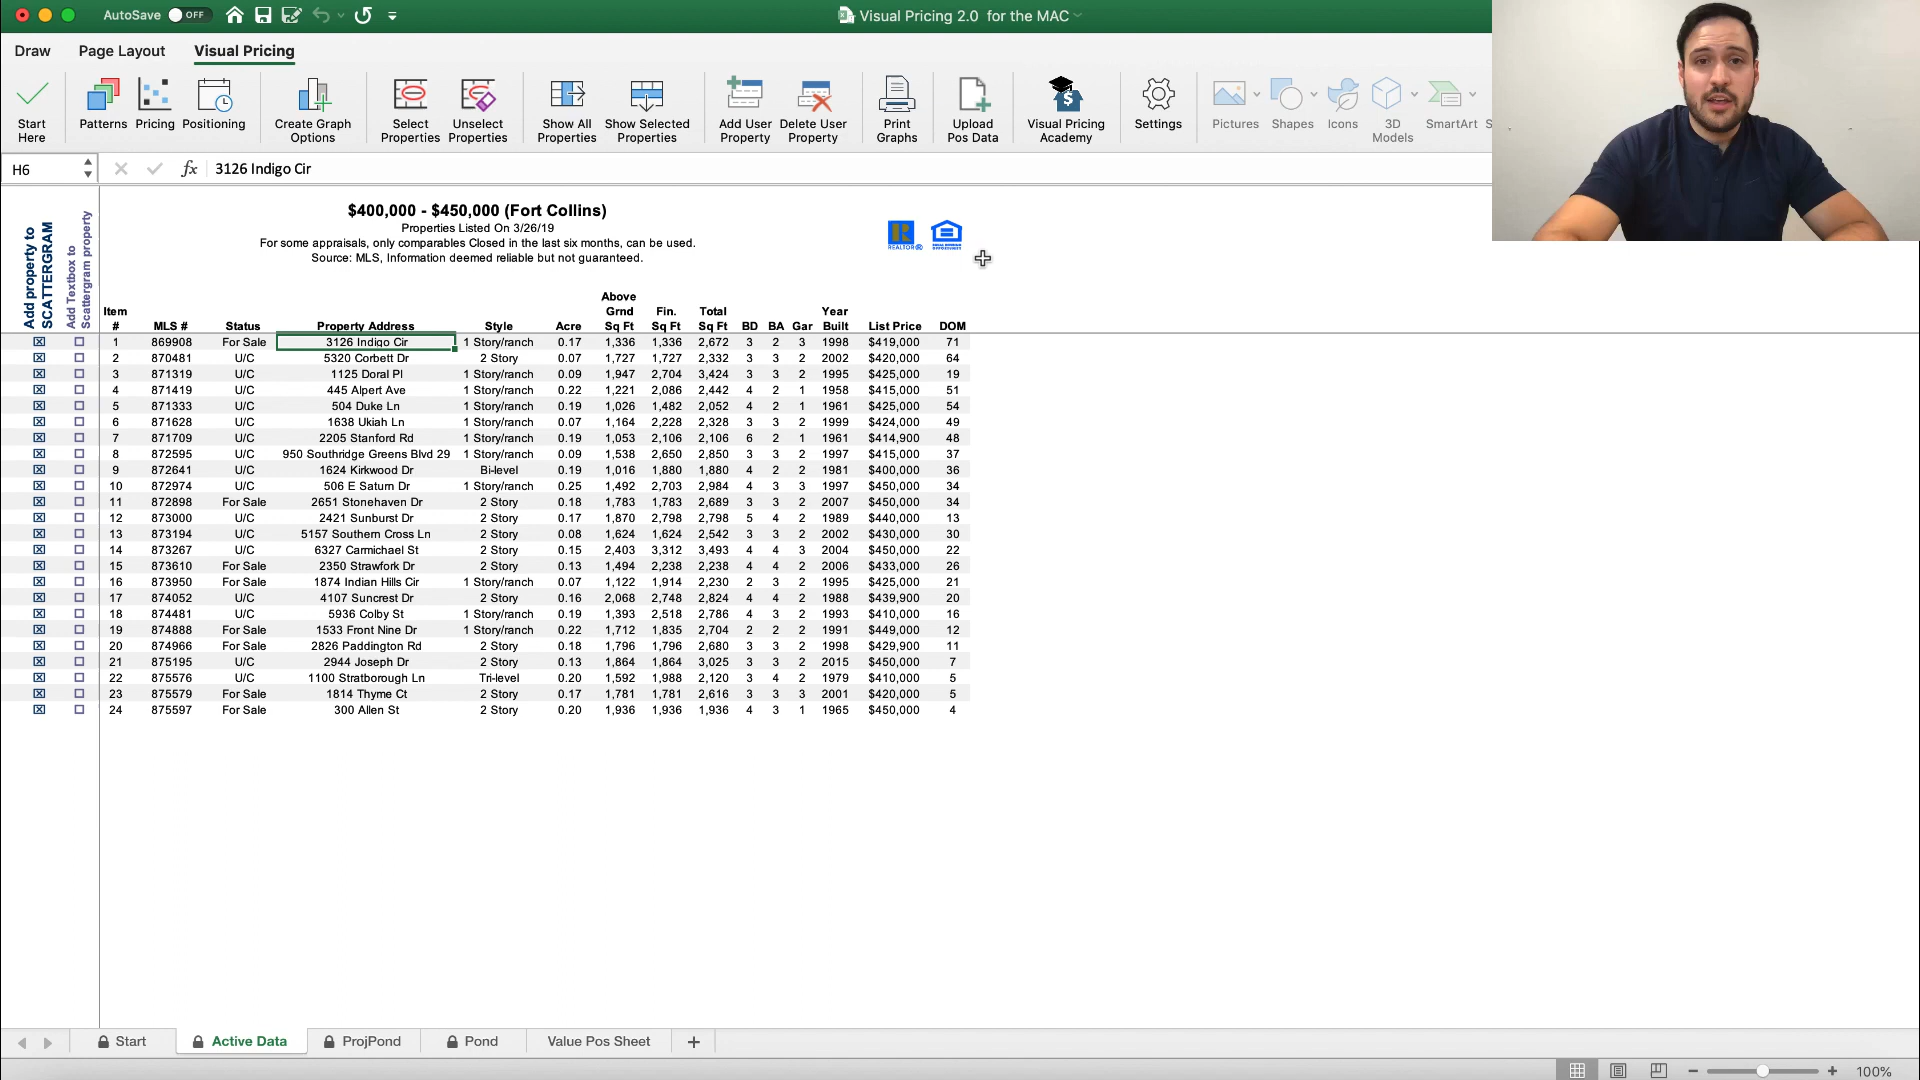 AutoSave OFF
Visual Pricing 2.0 for the MAC
Draw Page Layout Visual Pricing
Start Here
Patterns
Pricing
Positioning
Create Graph Options
Select Properties
Unselect Properties
Show All Properties
Show Selected Properties
Add User Property
Delete User Property
Print Graphs
Upload Pos Data
Visual Pricing Academy
Settings
Pictures
Shapes
Icons
3D Models
SmartArt
S
H6 fx 3126 Indigo Cir
Add property to SCATTERGRAM
Add Textbox to Scattergram property
$400,000 - $450,000 (Fort Collins)
Properties Listed On 3/26/19
For some appraisals, only comparables Closed in the last six months, can be used.
Source: MLS, Information deemed reliable but not guaranteed.
REALTOR®
Item # MLS # Status Property Address Style Acre Above Grnd Sq Ft Fin. Sq Ft Total Sq Ft BD BA Gar Year Built List Price DOM
1 869908 For Sale 3126 Indigo Cir 1 Story/ranch 0.17 1,336 1,336 2,672 3 2 3 1998 $419,000 71
2 870481 U/C 5320 Corbett Dr 2 Story 0.07 1,727 1,727 2,332 3 3 2 2002 $420,000 64
3 871319 U/C 1125 Doral Pl 1 Story/ranch 0.09 1,947 2,704 3,424 3 3 2 1995 $425,000 19
4 871419 U/C 445 Alpert Ave 1 Story/ranch 0.22 1,221 2,086 2,442 4 2 1 1958 $415,000 51
5 871333 U/C 504 Duke Ln 1 Story/ranch 0.19 1,026 1,482 2,052 4 2 1 1961 $425,000 54
6 871628 U/C 1638 Ukiah Ln 1 Story/ranch 0.07 1,164 2,228 2,328 3 3 2 1999 $424,000 49
7 871709 U/C 2205 Stanford Rd 1 Story/ranch 0.19 1,053 2,106 2,106 6 2 1 1961 $414,900 48
8 872595 U/C 950 Southridge Greens Blvd 29 1 Story/ranch 0.09 1,538 2,650 2,850 3 3 2 1997 $415,000 37
9 872641 U/C 1624 Kirkwood Dr Bi-level 0.19 1,016 1,880 1,880 4 2 2 1981 $400,000 36
10 872974 U/C 506 E Saturn Dr 1 Story/ranch 0.25 1,492 2,703 2,984 4 3 3 1997 $450,000 34
11 872898 For Sale 2651 Stonehaven Dr 2 Story 0.18 1,783 1,783 2,689 3 3 2 2007 $450,000 34
12 873000 U/C 2421 Sunburst Dr 2 Story 0.17 1,870 2,798 2,798 5 4 2 1989 $440,000 13
13 873194 U/C 5157 Southern Cross Ln 2 Story 0.08 1,624 1,624 2,542 3 3 2 2002 $430,000 30
14 873267 U/C 6327 Carmichael St 2 Story 0.15 2,403 3,312 3,493 4 4 3 2004 $450,000 22
15 873610 For Sale 2350 Strawfork Dr 2 Story 0.13 1,494 2,238 2,238 4 4 2 2006 $433,000 26
16 873950 For Sale 1874 Indian Hills Cir 1 Story/ranch 0.07 1,122 1,914 2,230 2 3 2 1995 $425,000 21
17 874052 U/C 4107 Suncrest Dr 2 Story 0.16 2,068 2,748 2,824 4 4 2 1988 $439,900 20
18 874481 U/C 5936 Colby St 1 Story/ranch 0.19 1,393 2,518 2,786 4 3 2 1993 $410,000 16
19 874888 For Sale 1533 Front Nine Dr 1 Story/ranch 0.22 1,712 1,835 2,704 2 2 2 1991 $449,000 12
20 874966 For Sale 2826 Paddington Rd 2 Story 0.18 1,796 1,796 2,680 3 3 2 1998 $429,900 11
21 875195 U/C 2944 Joseph Dr 2 Story 0.13 1,864 1,864 3,025 3 3 2 2015 $450,000 7
22 875576 U/C 1100 Stratborough Ln Tri-level 0.20 1,592 1,988 2,120 3 4 2 1979 $410,000 5
23 875579 For Sale 1814 Thyme Ct 2 Story 0.17 1,781 1,781 2,616 3 3 3 2001 $420,000 5
24 875597 For Sale 300 Allen St 2 Story 0.20 1,936 1,936 1,936 4 3 1 1965 $450,000 4
Start Active Data ProjPond Pond Value Pos Sheet
100%